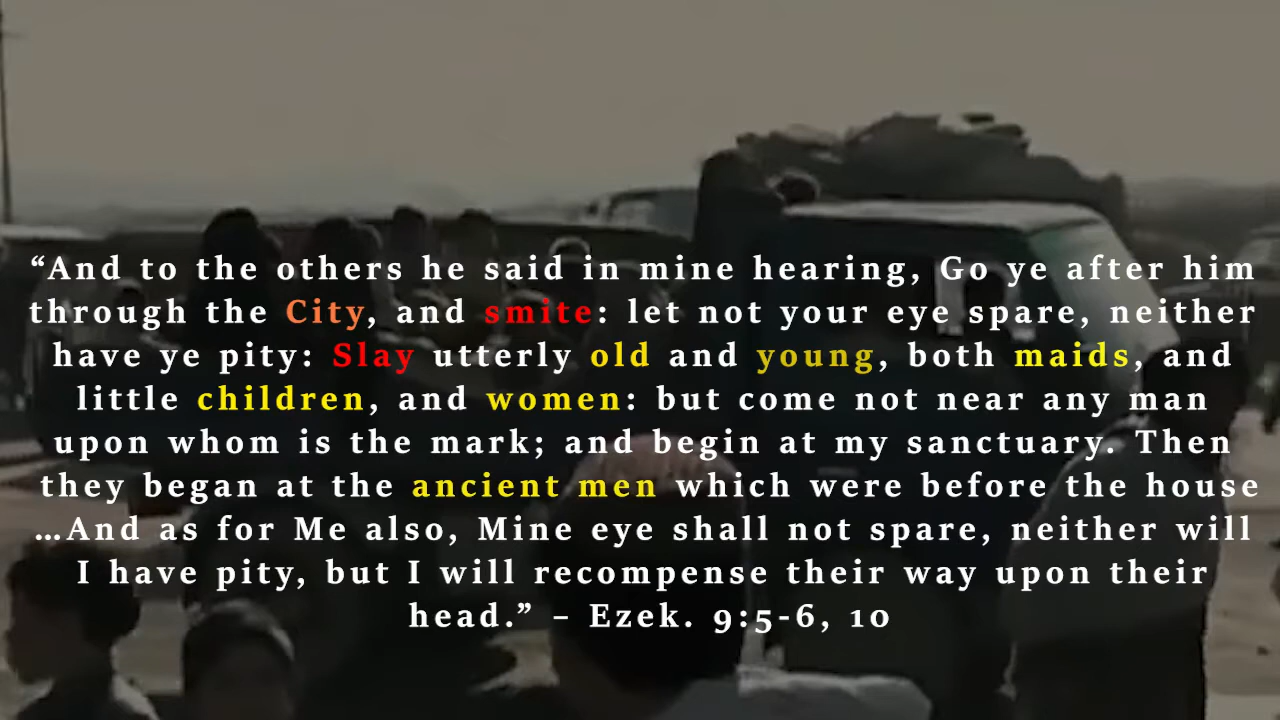 “And to the others he said in mine hearing, Go ye after him
through the City, and smite: let not your eye spare, neither
have ye pity: Slay utterly old and young, both maids, and
little children, and women: but come not near any man
upon whom is the mark; and begin at my sanctuary. Then
they began at the ancient men which were before the house
…And as for Me also, Mine eye shall not spare, neither will
I have pity, but I will recompense their way upon their
head.” – Ezek. 9:5-6, 10